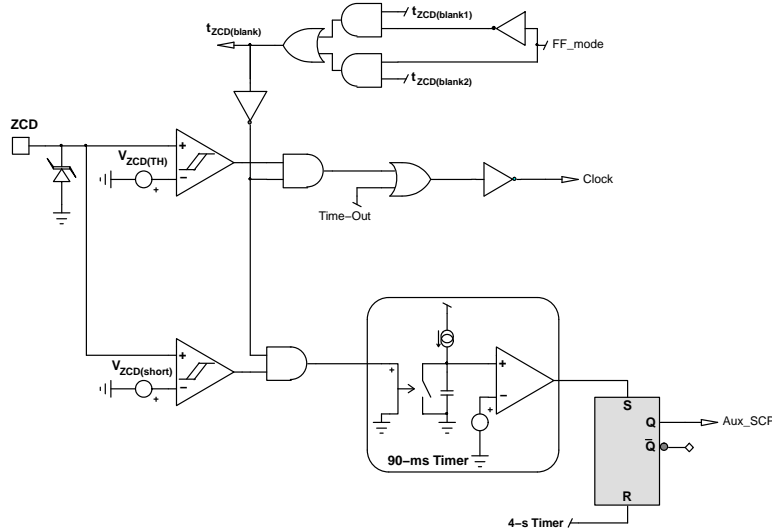 tZCD(blank)
tZCD(blank1)
FF_mode
tZCD(blank2)
ZCD
VZCD(TH)
+
−
+
Clock
Time−Out
VZCD(short)
+
−
+
+
+
−
+
90−ms Timer
S
Q
Aux_SCP
Q
R
4−s Timer